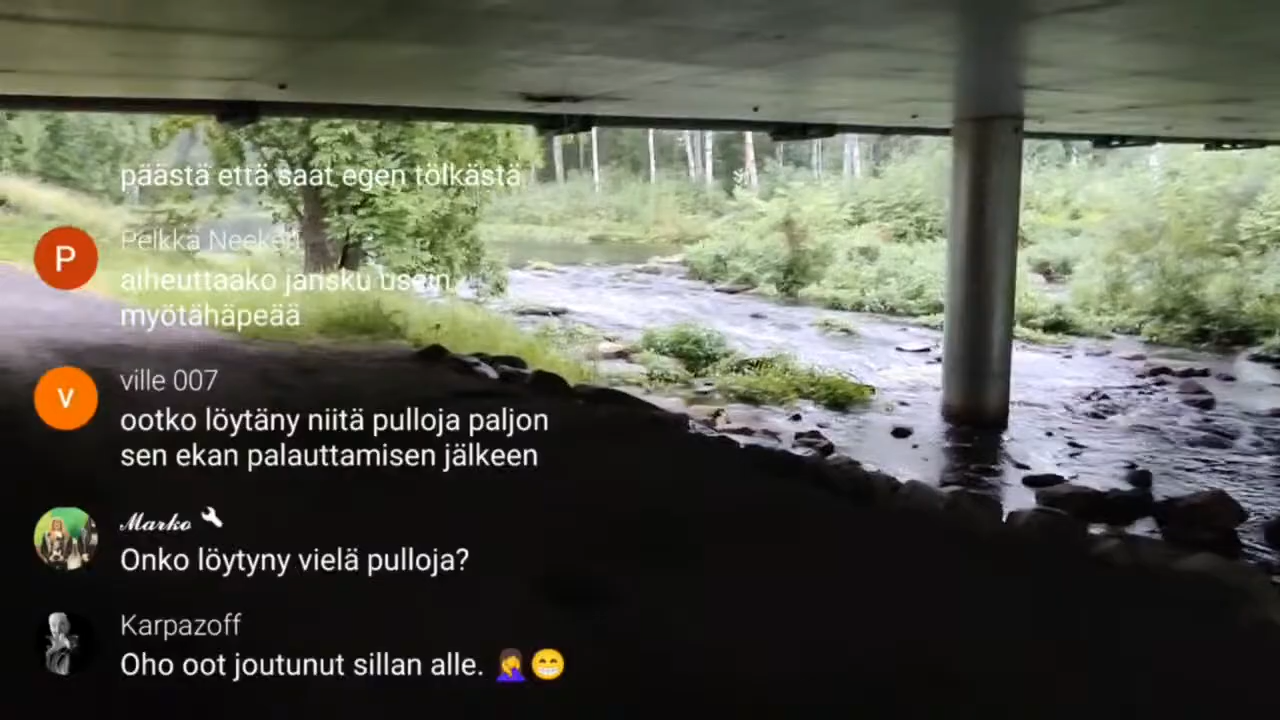 päästä että saat egen tölkästä
P
Pelkkä Neekeri
aiheuttaako jansku usein
myötähäpeää
v
ville 007
ootko löytäny niitä pulloja paljon
sen ekan palauttamisen jälkeen
Marko
Onko löytyny vielä pulloja?
Karpazoff
Oho oot joutunut sillan alle. 🤦‍♀️😁